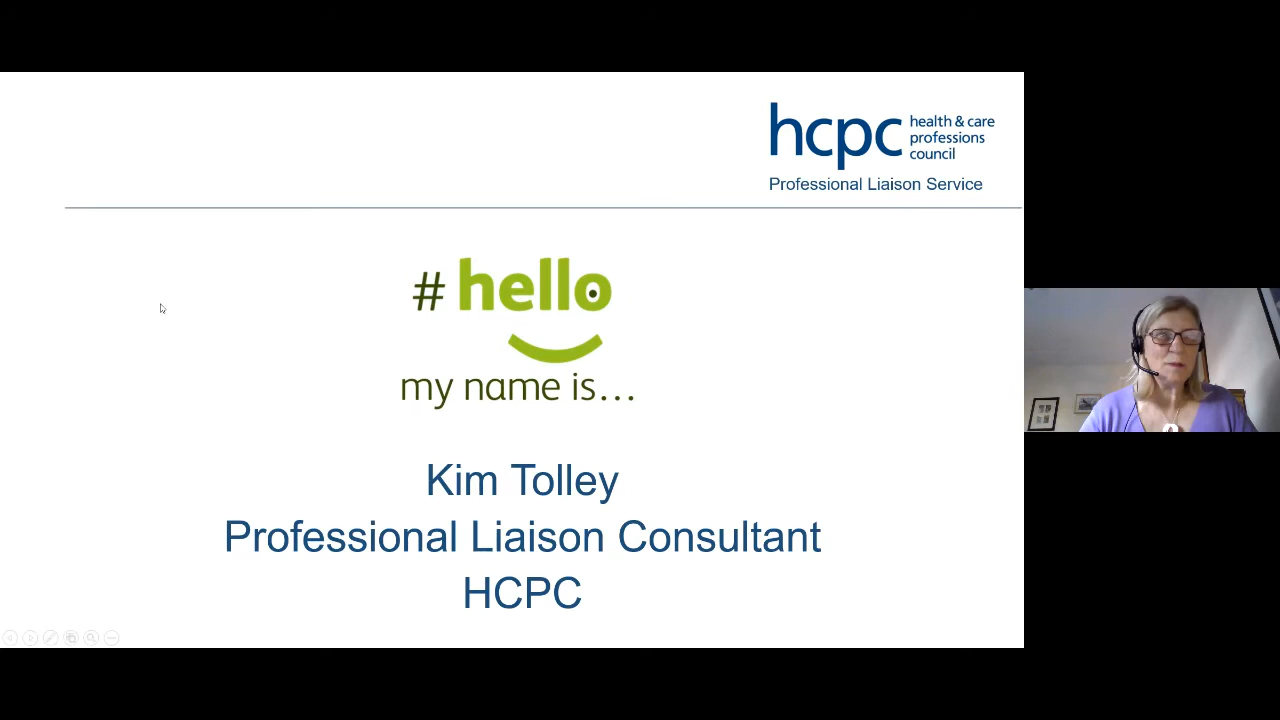 hcpc health & care
professions
council
Professional Liaison Service
# hello
my name is...
Kim Tolley
Professional Liaison Consultant
HCPC